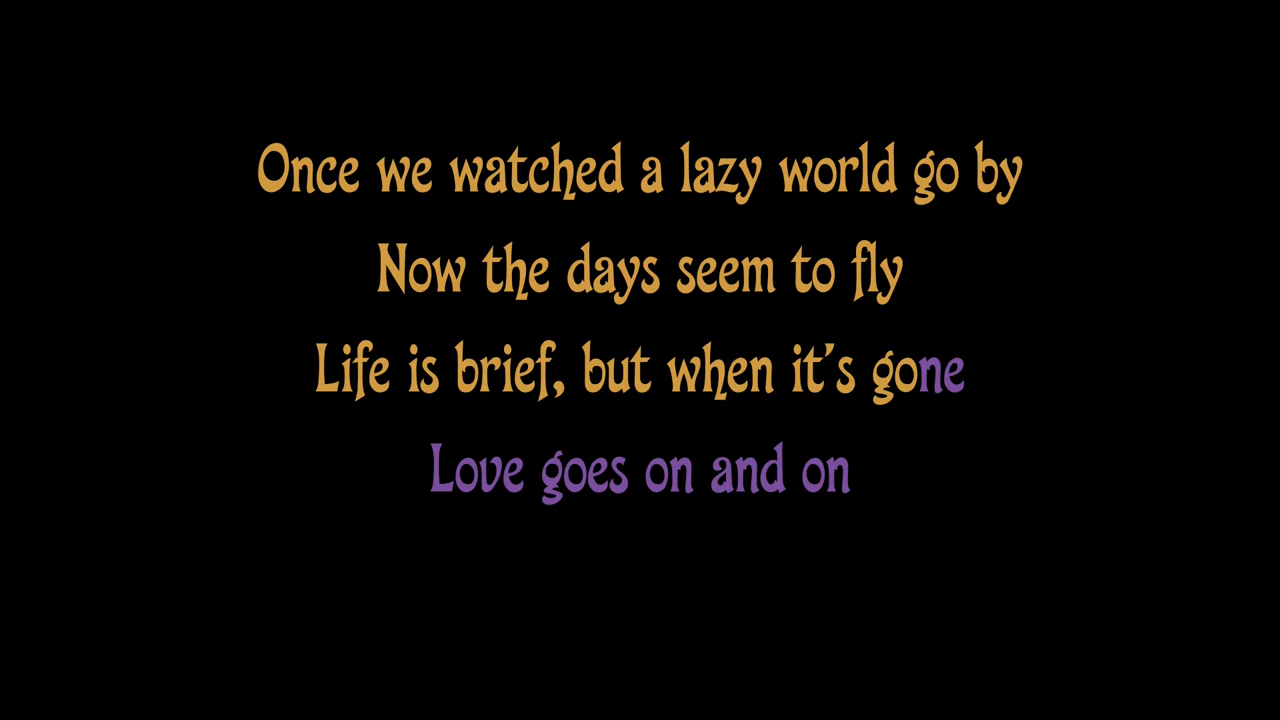 Once we watched a lazy world go by
Now the days seem to fly
Life is brief, but when it's gone
Love goes on and on